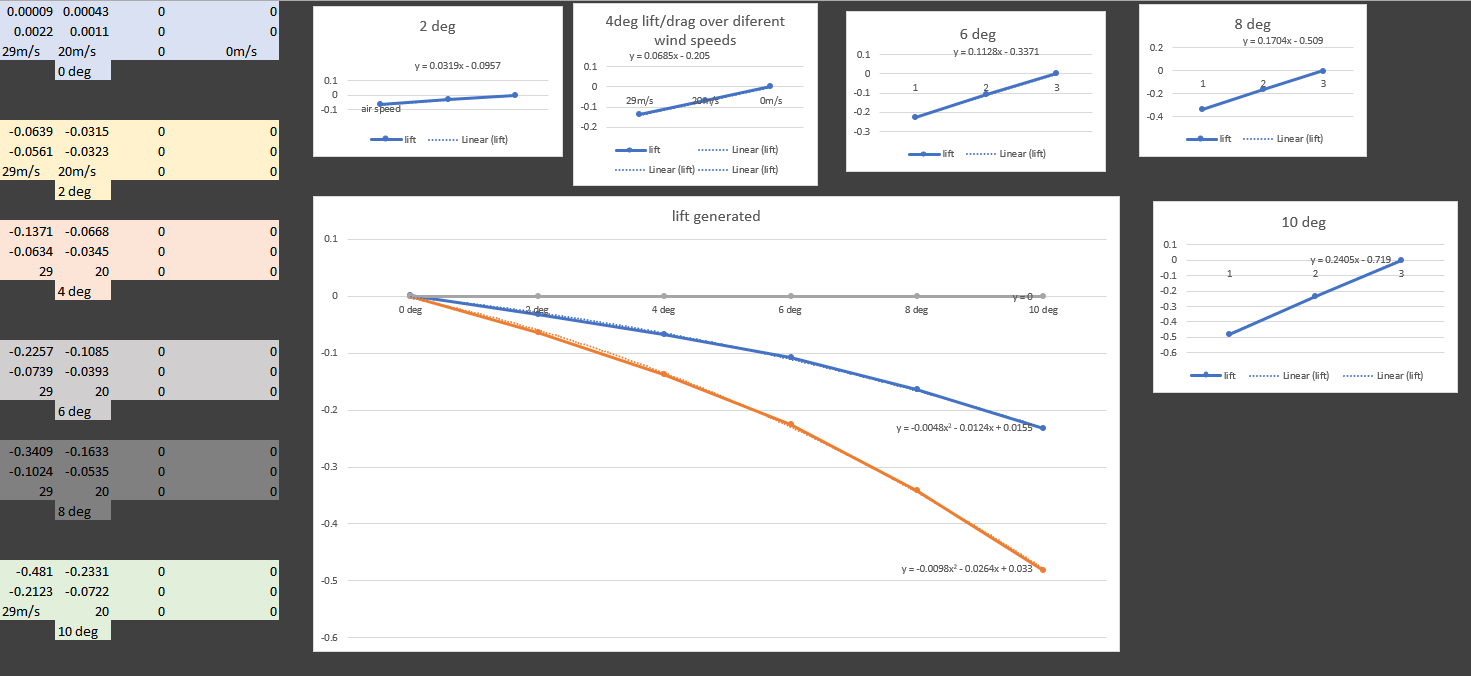 0.00009 0.00043 0 0
0.0022 0.0011 0 0
29m/s 20m/s 0 0m/s
0 deg
-0.0639 -0.0315 0 0
-0.0561 -0.0323 0 0
29m/s 20m/s 0 0
2 deg
-0.1371 -0.0668 0 0
-0.0634 -0.0345 0 0
29 20 0 0
4 deg
-0.2257 -0.1085 0 0
-0.0739 -0.0393 0 0
29 20 0 0
6 deg
-0.3409 -0.1633 0 0
-0.1024 -0.0535 0 0
29 20 0 0
8 deg
-0.481 -0.2331 0 0
-0.2123 -0.0722 0 0
29m/s 20 0 0
10 deg
2 deg
y = 0.0319x - 0.0957
0.1
0
-0.1
air speed
lift Linear (lift)
4deg lift/drag over diferent
wind speeds
y = 0.0685x - 0.205
0.1
0
-0.1
-0.2
29m/s 20m/s 0m/s
lift Linear (lift)
Linear (lift) Linear (lift)
6 deg
y = 0.1128x - 0.3371
0.1
0
-0.1
-0.2
-0.3
1 2 3
lift Linear (lift)
8 deg
y = 0.1704x - 0.509
0.2
0
-0.2
-0.4
1 2 3
lift Linear (lift)
lift generated
0.1
0
-0.1
-0.2
-0.3
-0.4
-0.5
-0.6
y = 0
0 deg 2 deg 4 deg 6 deg 8 deg 10 deg
y = -0.0048x² - 0.0124x + 0.0155
y = -0.0098x² - 0.0264x + 0.033
10 deg
y = 0.2405x - 0.719
0.1
0
-0.1
-0.2
-0.3
-0.4
-0.5
-0.6
1 2 3
lift Linear (lift) Linear (lift)